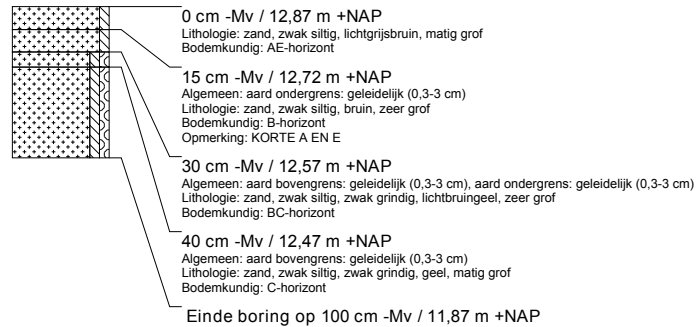 0 cm -Mv / 12,87 m +NAP
Lithologie: zand, zwak siltig, lichtgrijsbruin, matig grof
Bodemkundig: AE-horizont
15 cm -Mv / 12,72 m +NAP
Algemeen: aard ondergrens: geleidelijk (0,3-3 cm)
Lithologie: zand, zwak siltig, bruin, zeer grof
Bodemkundig: B-horizont
Opmerking: KORTE A EN E
30 cm -Mv / 12,57 m +NAP
Algemeen: aard bovengrens: geleidelijk (0,3-3 cm), aard ondergrens: geleidelijk (0,3-3 cm)
Lithologie: zand, zwak siltig, zwak grindig, lichtbruingeel, zeer grof
Bodemkundig: BC-horizont
40 cm -Mv / 12,47 m +NAP
Algemeen: aard bovengrens: geleidelijk (0,3-3 cm)
Lithologie: zand, zwak siltig, zwak grindig, geel, matig grof
Bodemkundig: C-horizont
Einde boring op 100 cm -Mv / 11,87 m +NAP